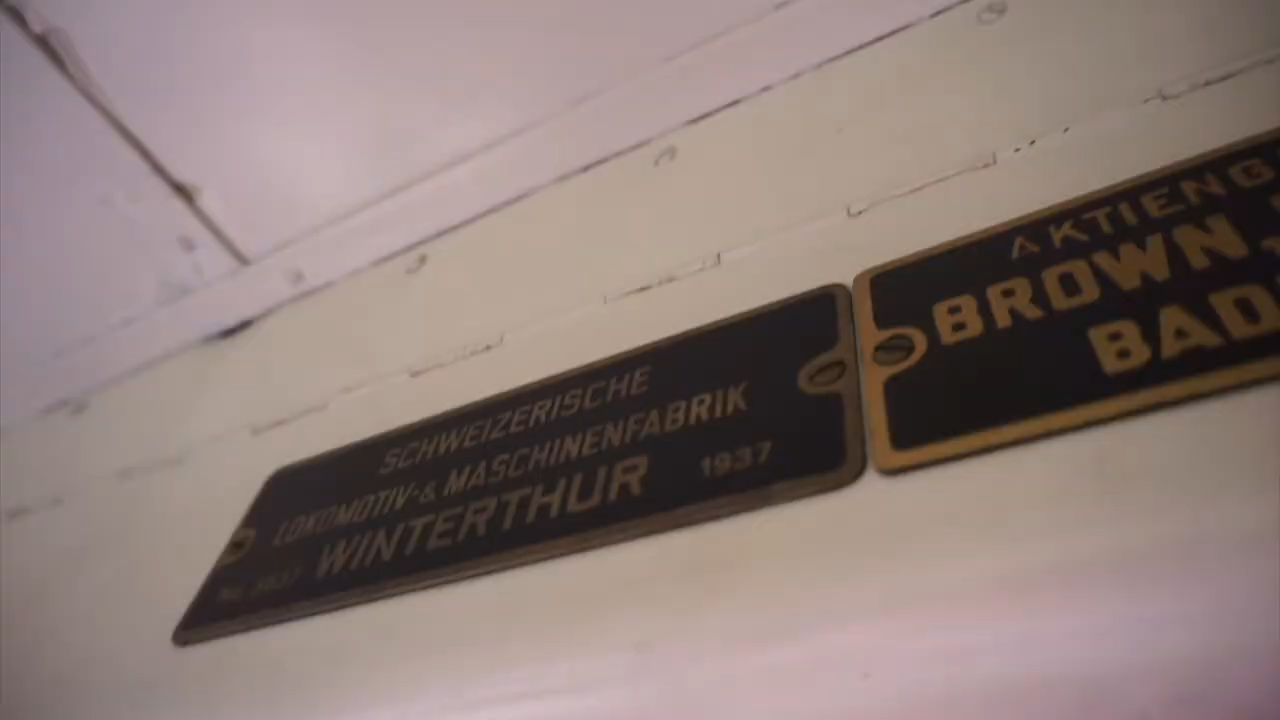 SCHWEIZERISCHE
LOKOMOTIV-& MASCHINENFABRIK
WINTERTHUR 1937
AKTIENG
BROWN,
BAD